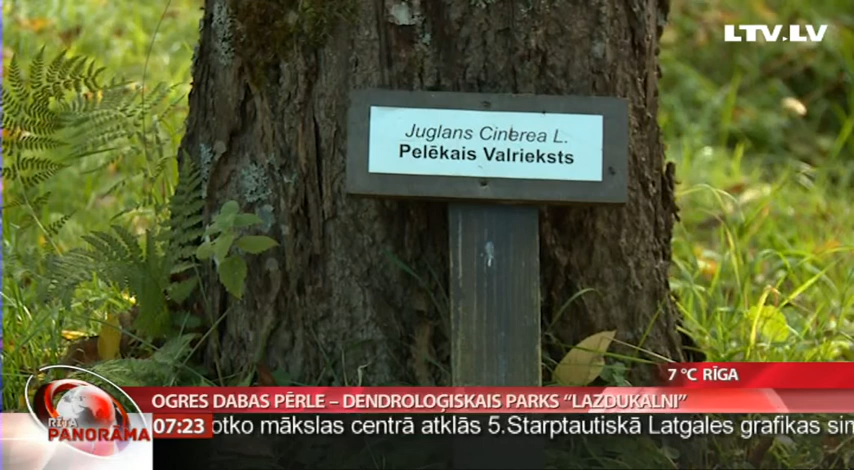 LTV.LV
Juglans Cinerea L.
Pelēkais Valrieksts
7 °C RĪGA
OGRES DABAS PĒRLE – DENDROLOĢISKAIS PARKS “LAZDUKALNI”
RĪTA
PANORĀMA
07:23 otko mākslas centrā atklās 5.Starptautiskā Latgales grafikas sim